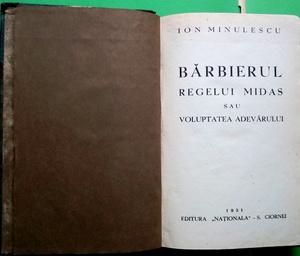 ION MINULESCU
BĂRBIERUL
REGELUI MIDAS
SAU
VOLUPTATEA ADEVĂRULUI
1931
EDITURA „NAȚIONALA" - S. CIORNEI